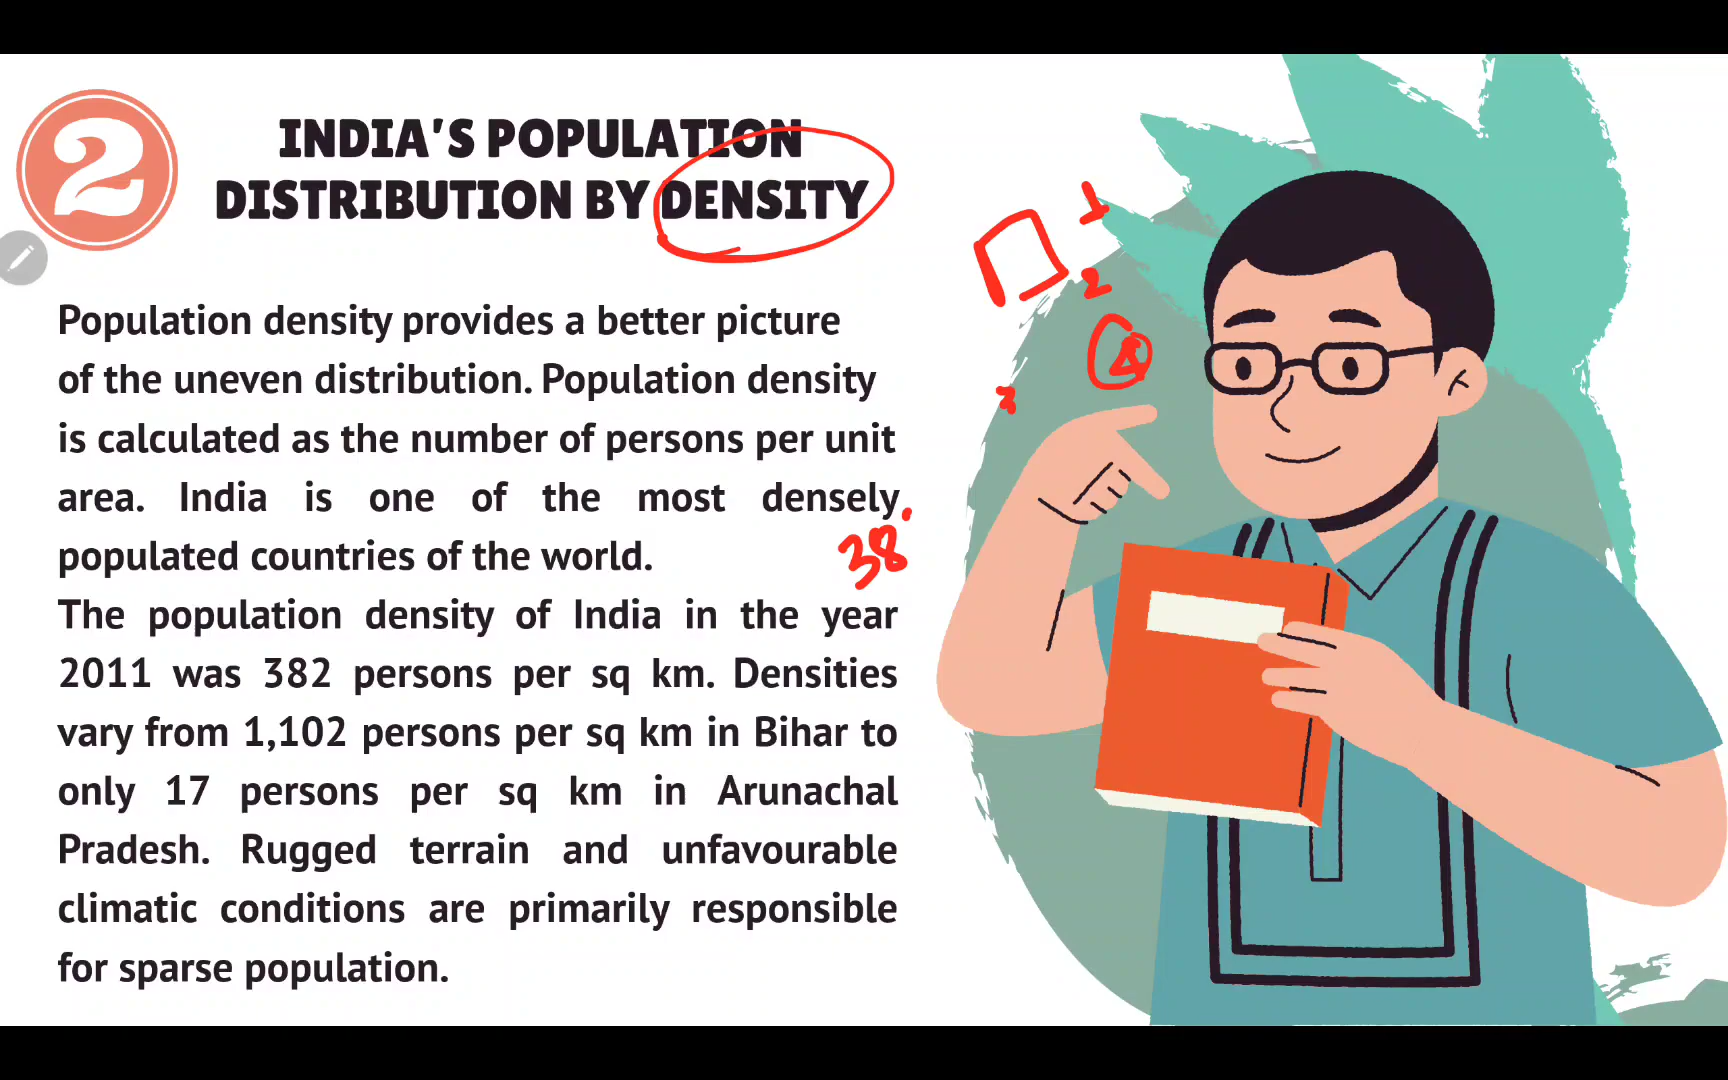 2
INDIA'S POPULATION
DISTRIBUTION BY DENSITY
Population density provides a better picture
of the uneven distribution. Population density
is calculated as the number of persons per unit
area. India is one of the most densely
populated countries of the world.
The population density of India in the year
2011 was 382 persons per sq km. Densities
vary from 1,102 persons per sq km in Bihar to
only 17 persons per sq km in Arunachal
Pradesh. Rugged terrain and unfavourable
climatic conditions are primarily responsible
for sparse population.
1
2
38